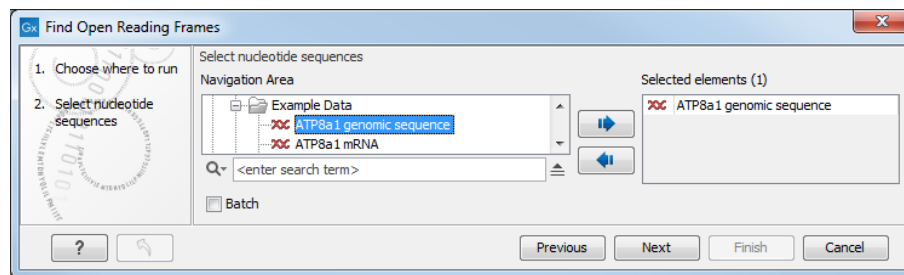 Gx Find Open Reading Frames
x
1. Choose where to run
2. Select nucleotide
sequences
Select nucleotide sequences
Navigation Area
Example Data
ATP8a1 genomic sequence
ATP8a1 mRNA
<enter search term>
Batch
Selected elements (1)
ATP8a1 genomic sequence
?
Previous
Next
Finish
Cancel